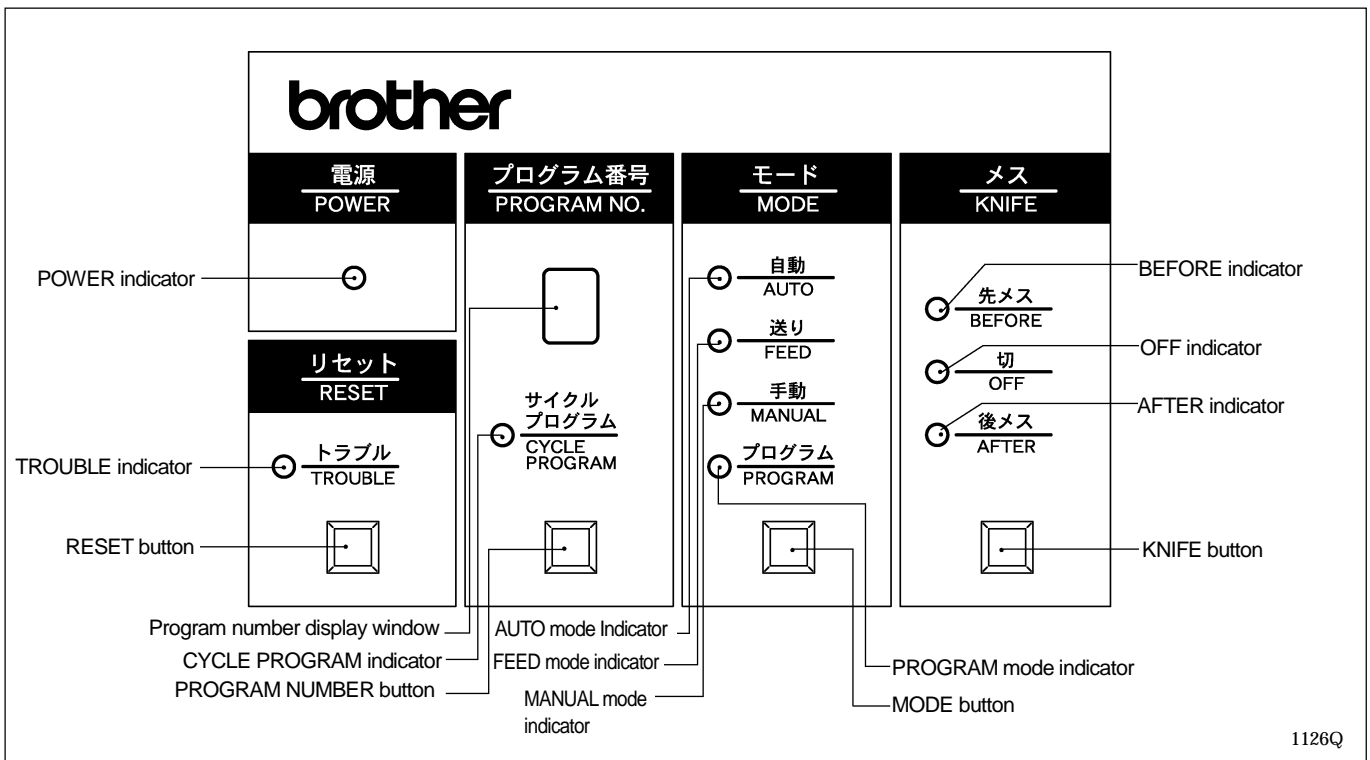 brother
電源
POWER
プログラム番号
PROGRAM NO.
モード
MODE
メス
KNIFE
POWER indicator
自動
AUTO
送り
FEED
手動
MANUAL
プログラム
PROGRAM
先メス
BEFORE
切
OFF
後メス
AFTER
BEFORE indicator
OFF indicator
AFTER indicator
リセット
RESET
サイクル
プログラム
CYCLE
PROGRAM
トラブル
TROUBLE
TROUBLE indicator
RESET button
KNIFE button
Program number display window
CYCLE PROGRAM indicator
PROGRAM NUMBER button
AUTO mode Indicator
FEED mode indicator
MANUAL mode
indicator
PROGRAM mode indicator
MODE button
1126Q